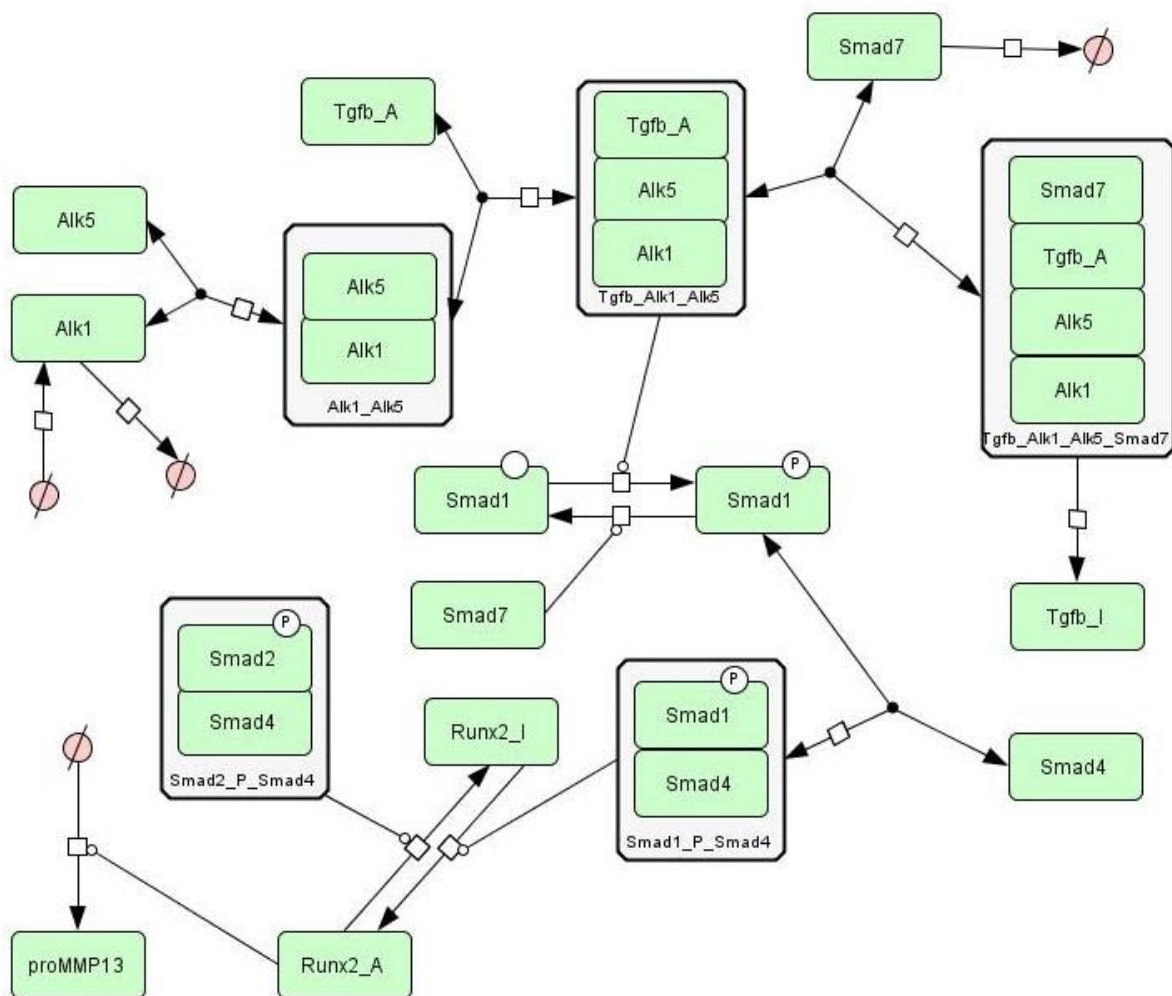 Smad7
Tgfb_A
Tgfb_A
Alk5
Alk1
Tgfb_Alk1_Alk5
Smad7
Tgfb_A
Alk5
Alk1
Tgfb_Alk1_Alk5_Smad7
Alk5
Alk1
Alk5
Alk1
Alk1_Alk5
Smad1
P
Smad1
Smad7
Tgfb_I
P
Smad2
Smad4
Smad2_P_Smad4
Runx2_I
P
Smad1
Smad4
Smad1_P_Smad4
Smad4
proMMP13
Runx2_A